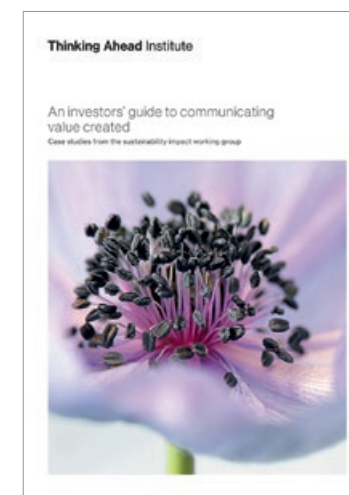 Thinking Ahead Institute
An investors' guide to communicating
value created
Case studies from the sustainability impact working group